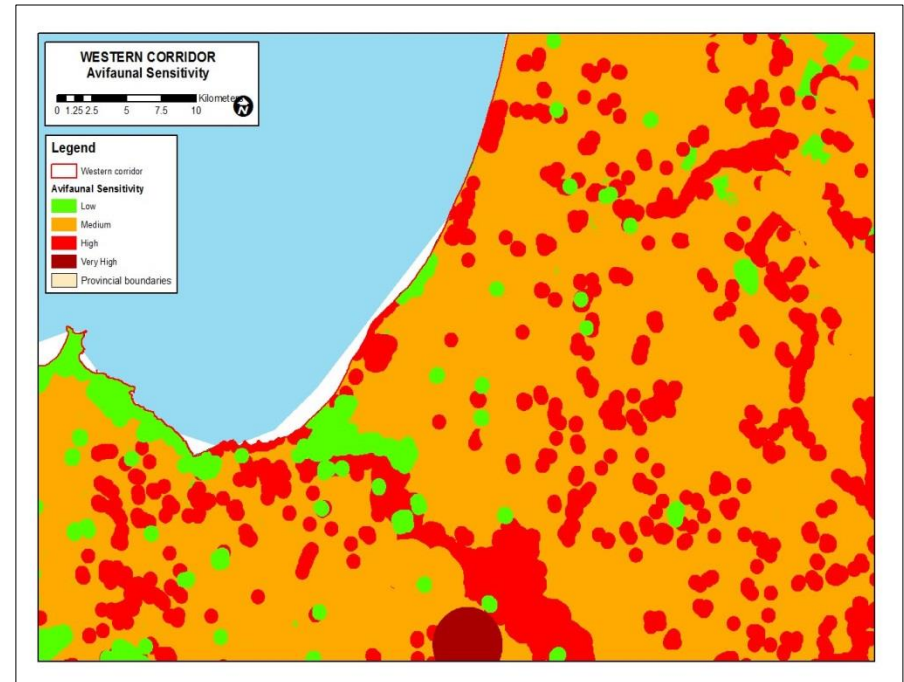 WESTERN CORRIDOR
Avifaunal Sensitivity
Kilometers
0 1.25 2.5 5 7.5 10
N
Legend
Western corridor
Avifaunal Sensitivity
Low
Medium
High
Very High
Provincial boundaries